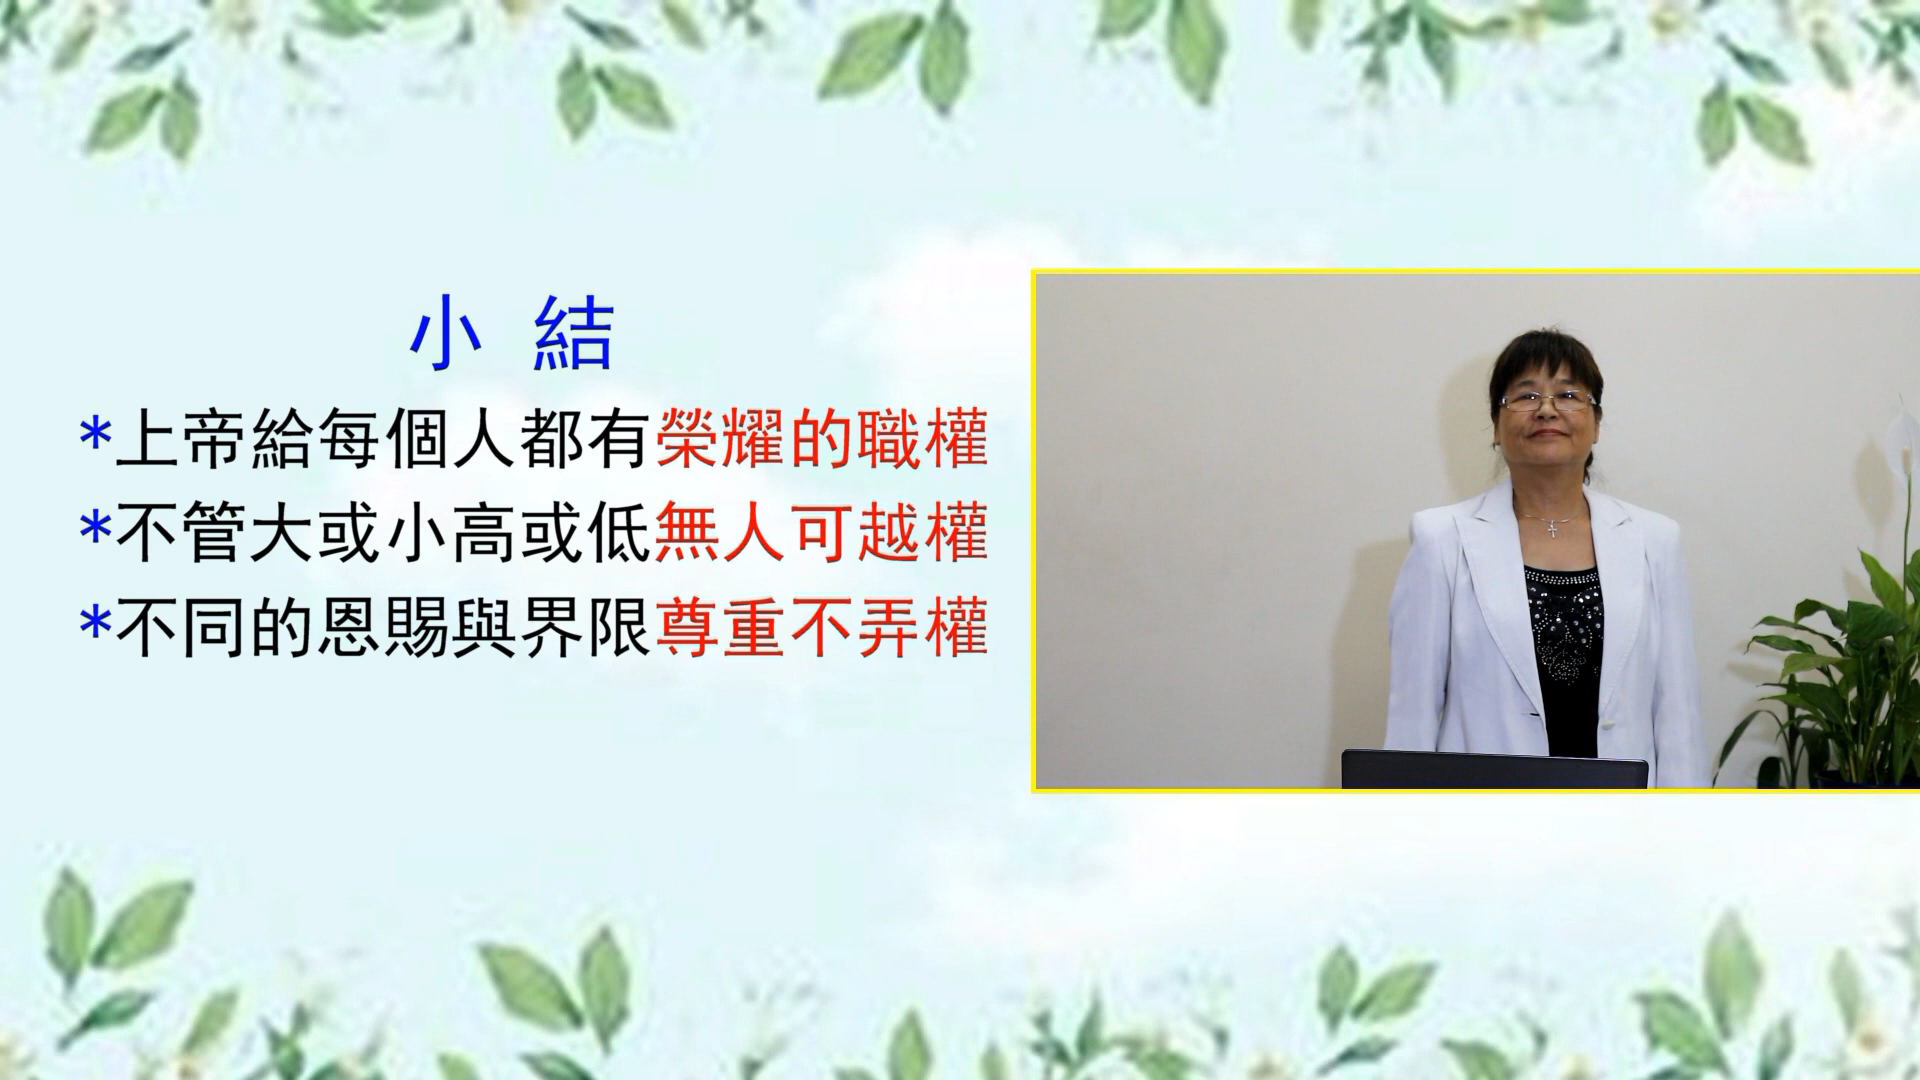 小 結
*上帝給每個人都有榮耀的職權
*不管大或小高或低無人可越權
*不同的恩賜與界限尊重不弄權